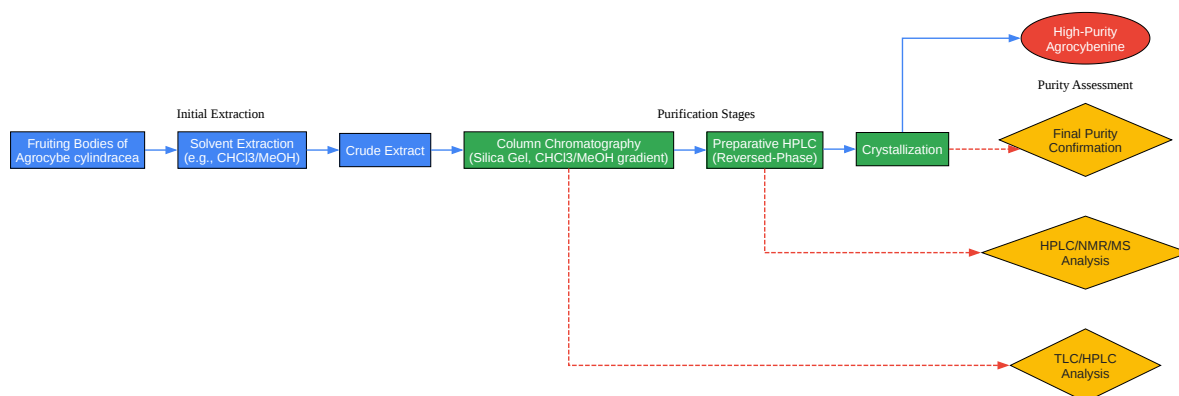 High-Purity
Agrocybenine
Initial Extraction
Purification Stages
Purity Assessment
Fruiting Bodies of
Agrocybe cylindracea
Solvent Extraction
(e.g., CHCl3/MeOH)
Crude Extract
Column Chromatography
(Silica Gel, CHCl3/MeOH gradient)
Preparative HPLC
(Reversed-Phase)
Crystallization
Final Purity
Confirmation
HPLC/NMR/MS
Analysis
TLC/HPLC
Analysis